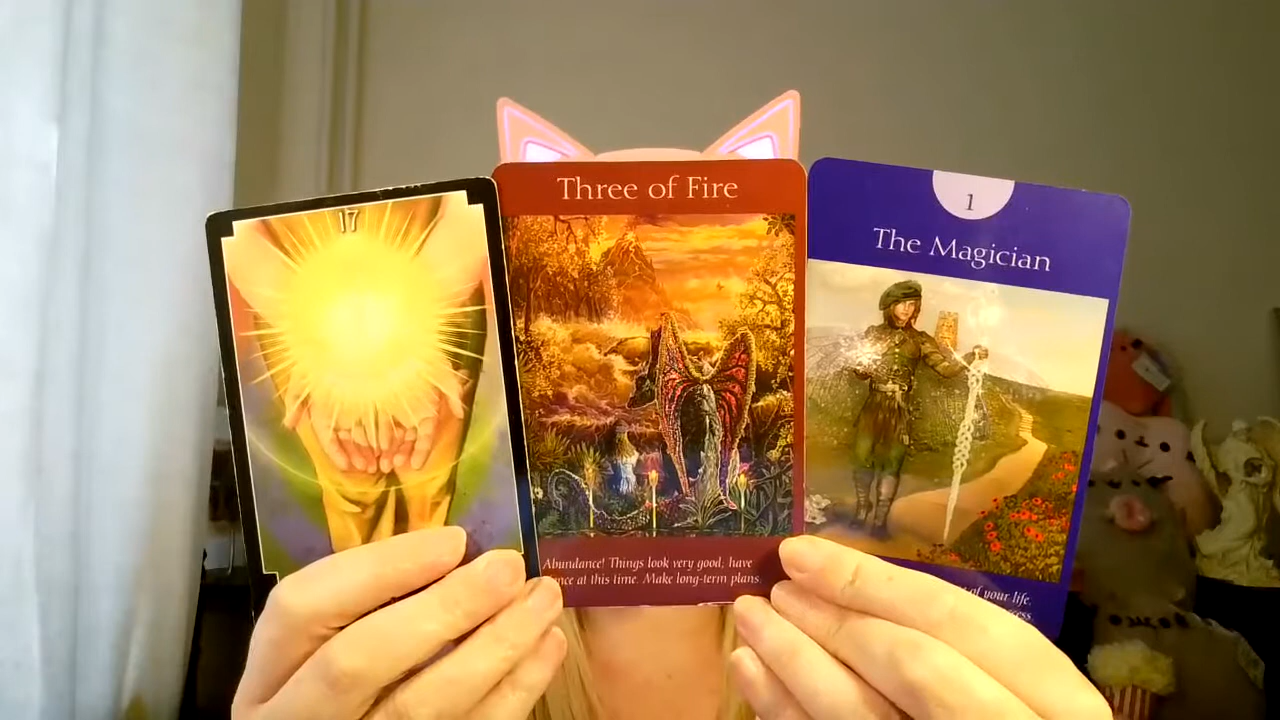 17
Three of Fire
Abundance! Things look very good, have
at this time. Make long-term plans.
1
The Magician
of your life,